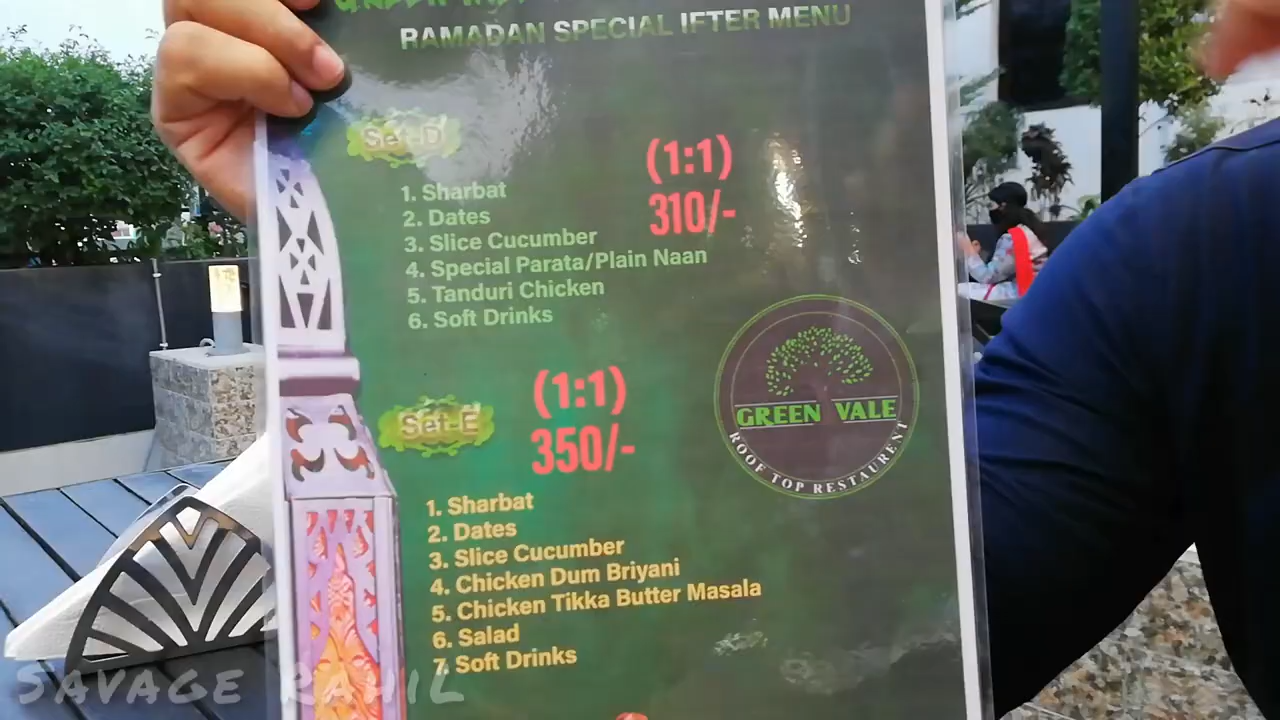 RAMADAN SPECIAL IFTER MENU
Set-D
(1:1)
310/-
1. Sharbat
2. Dates
3. Slice Cucumber
4. Special Parata/Plain Naan
5. Tanduri Chicken
6. Soft Drinks
GREEN VALE
ROOF TOP RESTAURENT
Set-E
(1:1)
350/-
1. Sharbat
2. Dates
3. Slice Cucumber
4. Chicken Dum Briyani
5. Chicken Tikka Butter Masala
6. Salad
7. Soft Drinks
SAVAGE RAHIL